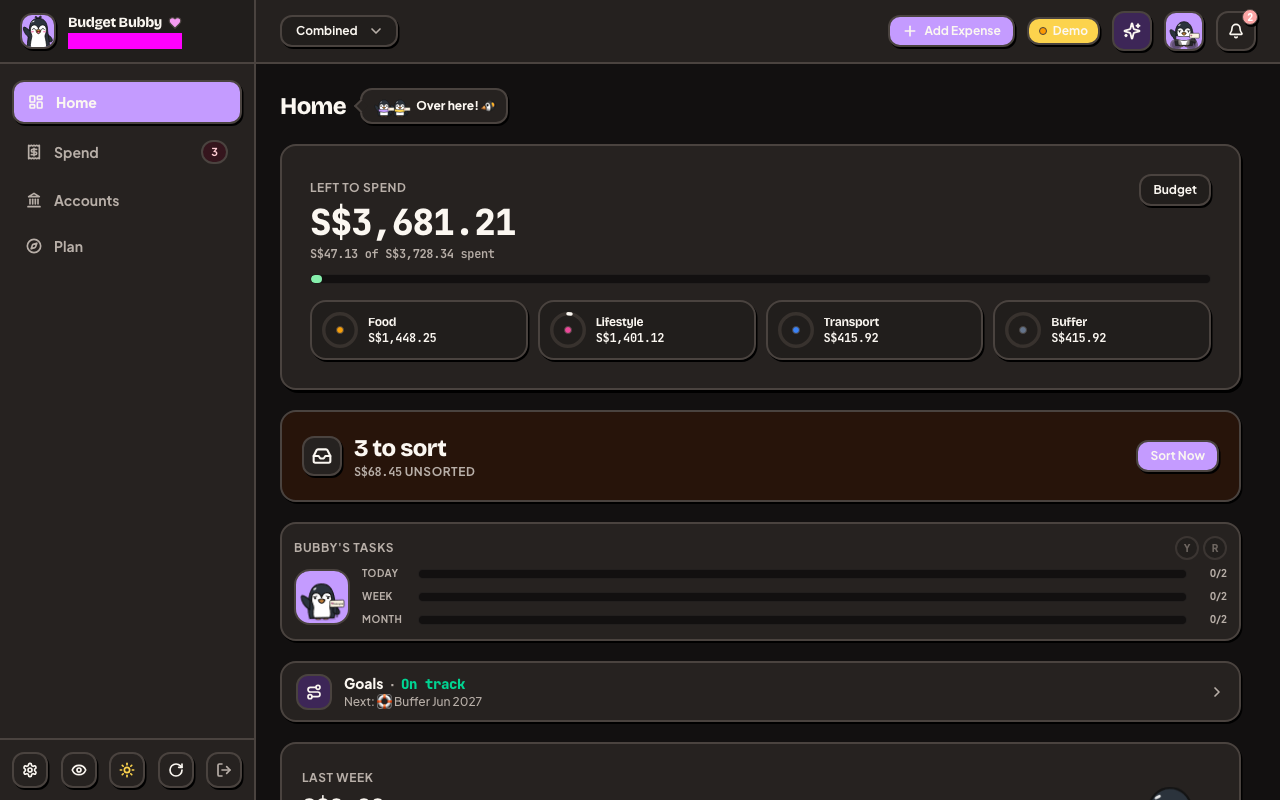 Budget Bubby
Combined
Add Expense
Demo
2
Home
Spend
3
Accounts
Plan
Home
Over here!
LEFT TO SPEND
S$3,681.21
S$47.13 of S$3,728.34 spent
Budget
Food
S$1,448.25
Lifestyle
S$1,401.12
Transport
S$415.92
Buffer
S$415.92
3 to sort
S$68.45 UNSORTED
Sort Now
BUBBY'S TASKS
Y R
TODAY 0/2
WEEK 0/2
MONTH 0/2
Goals · On track
Next: Buffer Jun 2027
LAST WEEK